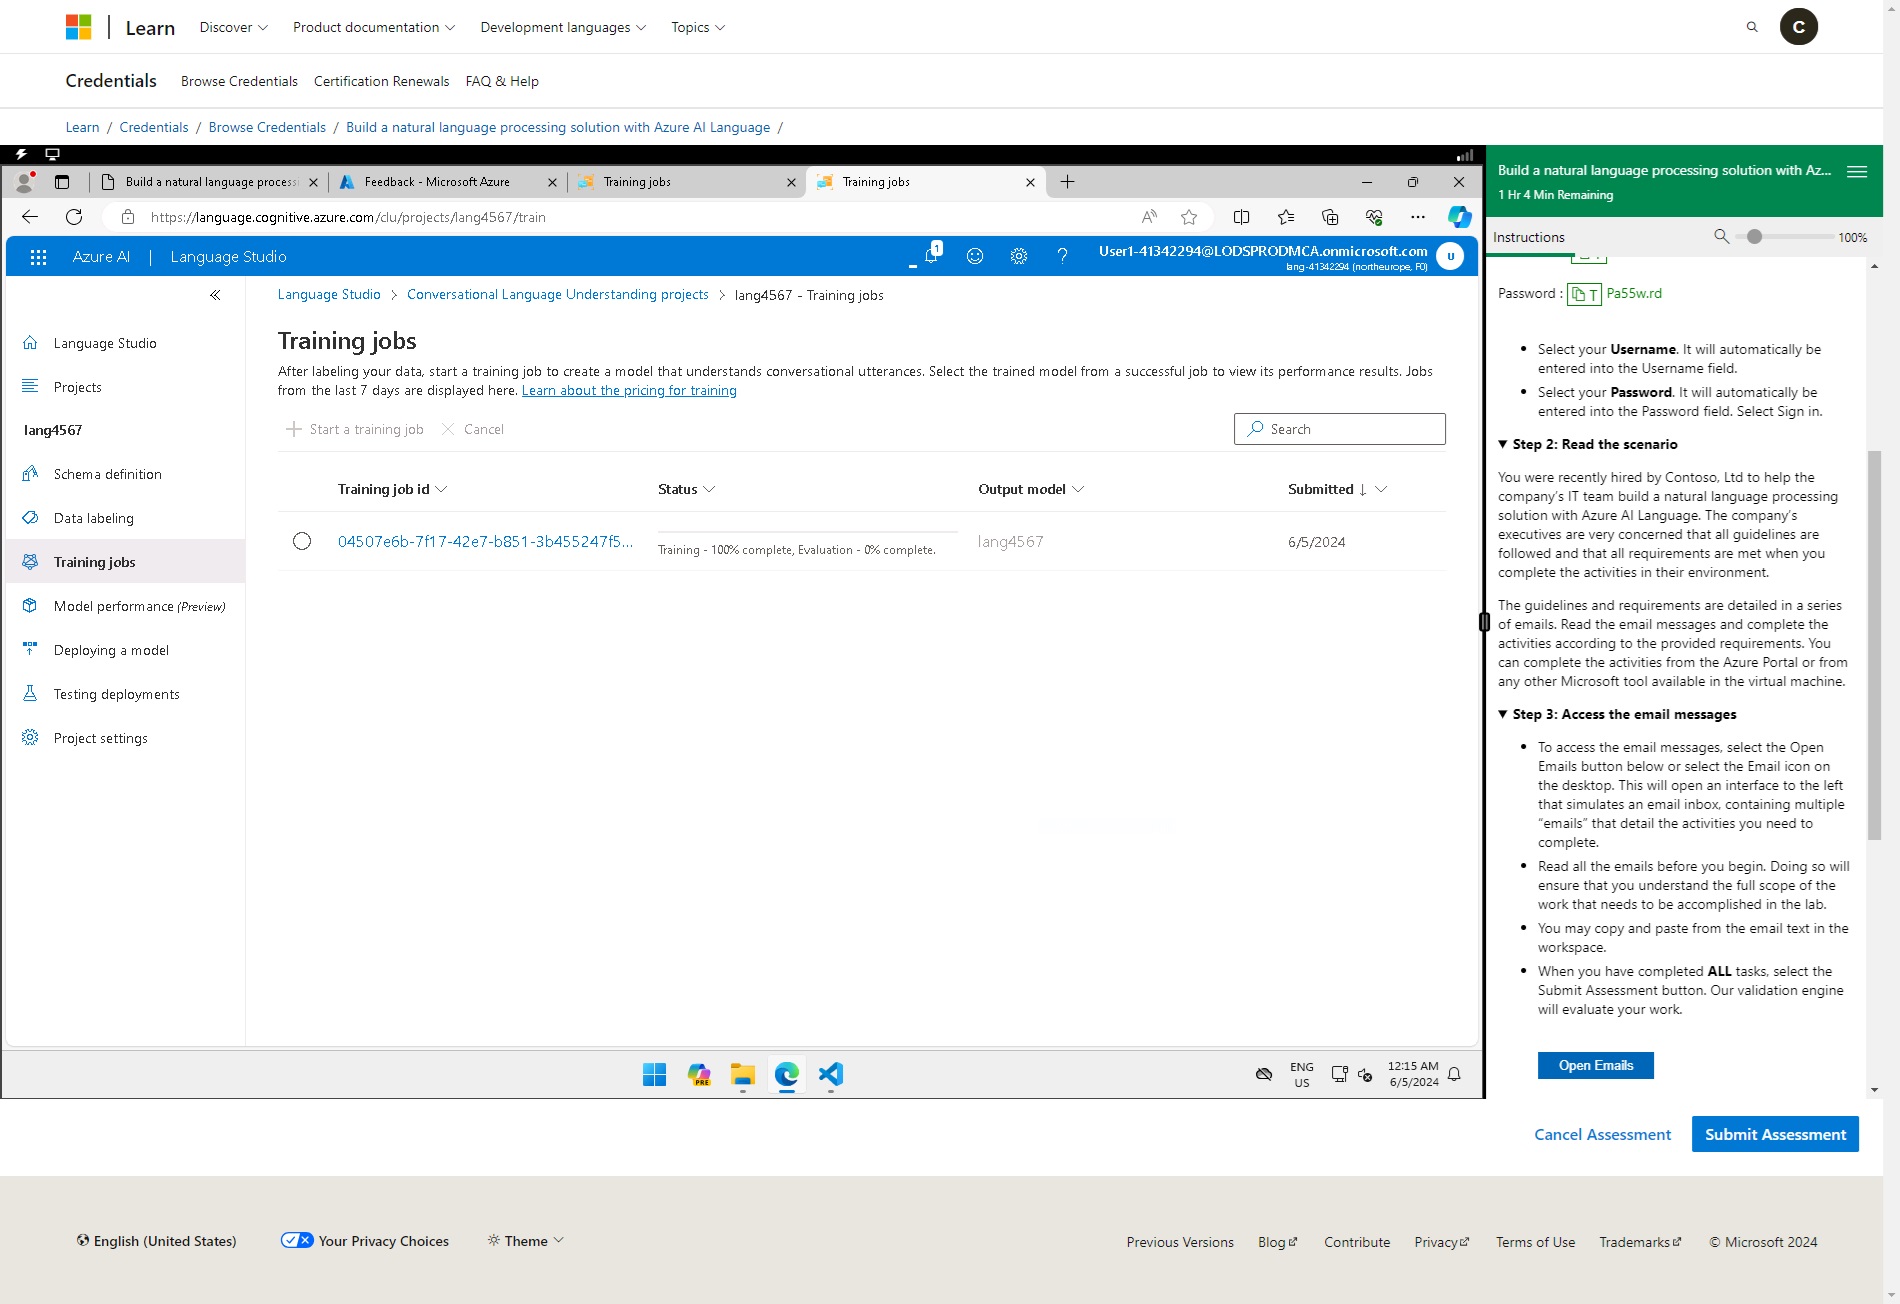 Learn
Discover
Product documentation
Development languages
Topics
C
Credentials
Browse Credentials
Certification Renewals
FAQ & Help
Learn / Credentials / Browse Credentials / Build a natural language processing solution with Azure AI Language /
Build a natural language processi
Feedback - Microsoft Azure
Training jobs
Training jobs
https://language.cognitive.azure.com/clu/projects/lang4567/train
Azure AI | Language Studio
1
User1-41342294@LODSPRODMCA.onmicrosoft.com
lang-41342294 (northeurope, F0)
U
Language Studio > Conversational Language Understanding projects > lang4567 - Training jobs
Language Studio
Projects
lang4567
Schema definition
Data labeling
Training jobs
Model performance (Preview)
Deploying a model
Testing deployments
Project settings
Training jobs
After labeling your data, start a training job to create a model that understands conversational utterances. Select the trained model from a successful job to view its performance results. Jobs
from the last 7 days are displayed here. Learn about the pricing for training
Start a training job
Cancel
Search
Training job id
Status
Output model
Submitted ↓
04507e6b-7f17-42e7-b851-3b455247f5...
Training - 100% complete, Evaluation - 0% complete.
lang4567
6/5/2024
PRE
ENG
US
12:15 AM
6/5/2024
Build a natural language processing solution with Az...
1 Hr 4 Min Remaining
Instructions
100%
Password : T Pa55w.rd
• Select your Username. It will automatically be
entered into the Username field.
• Select your Password. It will automatically be
entered into the Password field. Select Sign in.
▼ Step 2: Read the scenario
You were recently hired by Contoso, Ltd to help the
company's IT team build a natural language processing
solution with Azure AI Language. The company's
executives are very concerned that all guidelines are
followed and that all requirements are met when you
complete the activities in their environment.
The guidelines and requirements are detailed in a series
of emails. Read the email messages and complete the
activities according to the provided requirements. You
can complete the activities from the Azure Portal or from
any other Microsoft tool available in the virtual machine.
▼ Step 3: Access the email messages
• To access the email messages, select the Open
Emails button below or select the Email icon on
the desktop. This will open an interface to the left
that simulates an email inbox, containing multiple
“emails” that detail the activities you need to
complete.
• Read all the emails before you begin. Doing so will
ensure that you understand the full scope of the
work that needs to be accomplished in the lab.
• You may copy and paste from the email text in the
workspace.
• When you have completed ALL tasks, select the
Submit Assessment button. Our validation engine
will evaluate your work.
Open Emails
Cancel Assessment
Submit Assessment
English (United States)
Your Privacy Choices
Theme
Previous Versions
Blog
Contribute
Privacy
Terms of Use
Trademarks
© Microsoft 2024